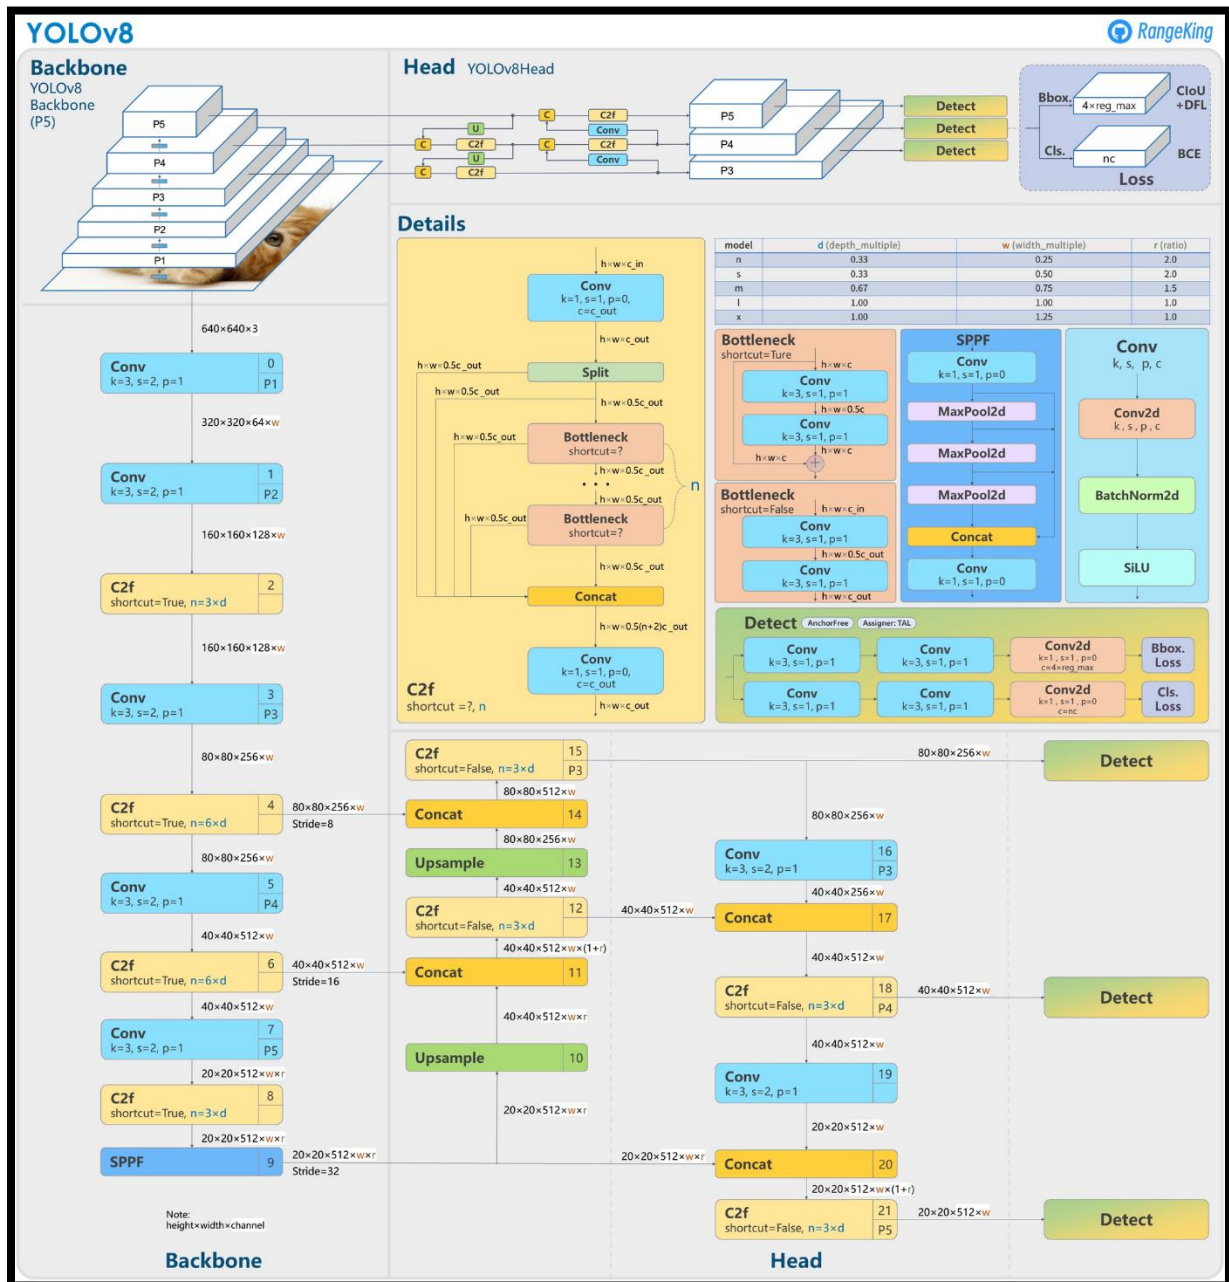 YOLOv8
RangeKing
Backbone
YOLOv8
Backbone
(P5)
P5
P4
P3
P2
P1
Head YOLOv8Head
C
C2f
U
Conv
C
C2f
C
C2f
U
Conv
C
C2f
P5
P4
P3
Detect
Detect
Detect
Bbox.
4×reg_max
CIoU
+DFL
Cls.
nc
BCE
Loss
Details
h×w×c_in
Conv
k=1, s=1, p=0,
c=c_out
h×w×c_out
h×w×0.5c_out
Split
h×w×0.5c_out
h×w×0.5c_out
h×w×0.5c_out
Bottleneck
shortcut=?
h×w×0.5c_out
...
n
h×w×0.5c_out
h×w×0.5c_out
Bottleneck
shortcut=?
h×w×0.5c_out
Concat
h×w×0.5(n+2)c_out
Conv
k=1, s=1, p=0,
c=c_out
h×w×c_out
C2f
shortcut =?, n
model d (depth_multiple) w (width_multiple) r (ratio)
n 0.33 0.25 2.0
s 0.33 0.50 2.0
m 0.67 0.75 1.5
l 1.00 1.00 1.0
x 1.00 1.25 1.0
Bottleneck
shortcut=Ture
h×w×c
Conv
k=3, s=1, p=1
h×w×0.5c
Conv
k=3, s=1, p=1
h×w×c
h×w×c
+
Bottleneck
shortcut=False
h×w×c_in
Conv
k=3, s=1, p=1
h×w×0.5c_out
Conv
k=3, s=1, p=1
h×w×c_out
SPPF
Conv
k=1, s=1, p=0
MaxPool2d
MaxPool2d
MaxPool2d
Concat
Conv
k=1, s=1, p=0
Conv
k, s, p, c
Conv2d
k, s, p, c
BatchNorm2d
SiLU
Detect AnchorFree Assigner: TAL
Conv
k=3, s=1, p=1
Conv
k=3, s=1, p=1
Conv2d
k=1, s=1, p=0
c=4×reg_max
Bbox.
Loss
Conv
k=3, s=1, p=1
Conv
k=3, s=1, p=1
Conv2d
k=1, s=1, p=0
c=nc
Cls.
Loss
640×640×3
Conv 0
k=3, s=2, p=1 P1
320×320×64×w
Conv 1
k=3, s=2, p=1 P2
160×160×128×w
C2f 2
shortcut=True, n=3×d
160×160×128×w
Conv 3
k=3, s=2, p=1 P3
80×80×256×w
C2f 4
shortcut=True, n=6×d
80×80×256×w
Stride=8
80×80×256×w
Conv 5
k=3, s=2, p=1 P4
40×40×512×w
C2f 6
shortcut=True, n=6×d
40×40×512×w
Stride=16
40×40×512×w
Conv 7
k=3, s=2, p=1 P5
20×20×512×w×r
C2f 8
shortcut=True, n=3×d
20×20×512×w×r
SPPF 9
20×20×512×w×r
Stride=32
Note:
height×width×channel
Backbone
C2f 15
shortcut=False, n=3×d P3
80×80×512×w
Concat 14
80×80×256×w
Upsample 13
40×40×512×w
C2f 12
shortcut=False, n=3×d
40×40×512×w
40×40×512×w×(1+r)
Concat 11
40×40×512×w×r
Upsample 10
20×20×512×w×r
80×80×256×w
Detect
80×80×256×w
Conv 16
k=3, s=2, p=1 P3
40×40×256×w
Concat 17
40×40×512×w
C2f 18
shortcut=False, n=3×d P4
40×40×512×w
Detect
40×40×512×w
Conv 19
k=3, s=2, p=1
20×20×512×w
20×20×512×w×r
Concat 20
20×20×512×w×(1+r)
C2f 21
shortcut=False, n=3×d P5
20×20×512×w
Detect
Head